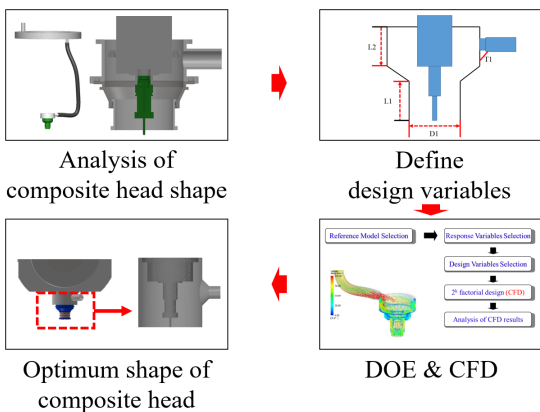 Analysis of
composite head shape
L2
T1
L1
D1
Define
design variables
Reference Model Selection
Response Variables Selection
Design Variables Selection
2ᵏ factorial design (CFD)
Analysis of CFD results
DOE & CFD
Optimum shape of
composite head